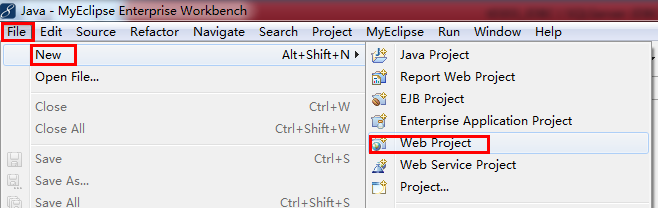 Java - MyEclipse Enterprise Workbench
File Edit Source Refactor Navigate Search Project MyEclipse Run Window Help
New Alt+Shift+N
Open File...
Close Ctrl+W
Close All Ctrl+Shift+W
Save Ctrl+S
Save As...
Save All Ctrl+Shift+S
Java Project
Report Web Project
EJB Project
Enterprise Application Project
Web Project
Web Service Project
Project...